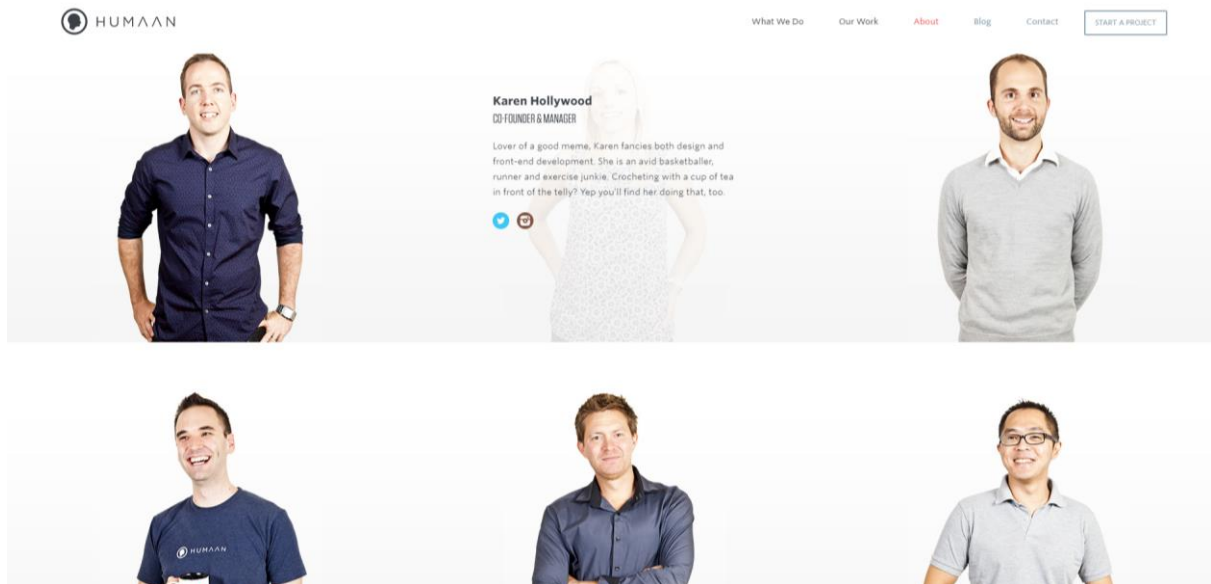 HUMAAN
What We Do
Our Work
About
Blog
Contact
START A PROJECT
Karen Hollywood
CO-FOUNDER & MANAGER
Lover of a good meme, Karen fancies both design and
front-end development. She is an avid basketballer,
runner and exercise junkie. Crocheting with a cup of tea
in front of the telly? Yep you'll find her doing that, too.
HUMAAN